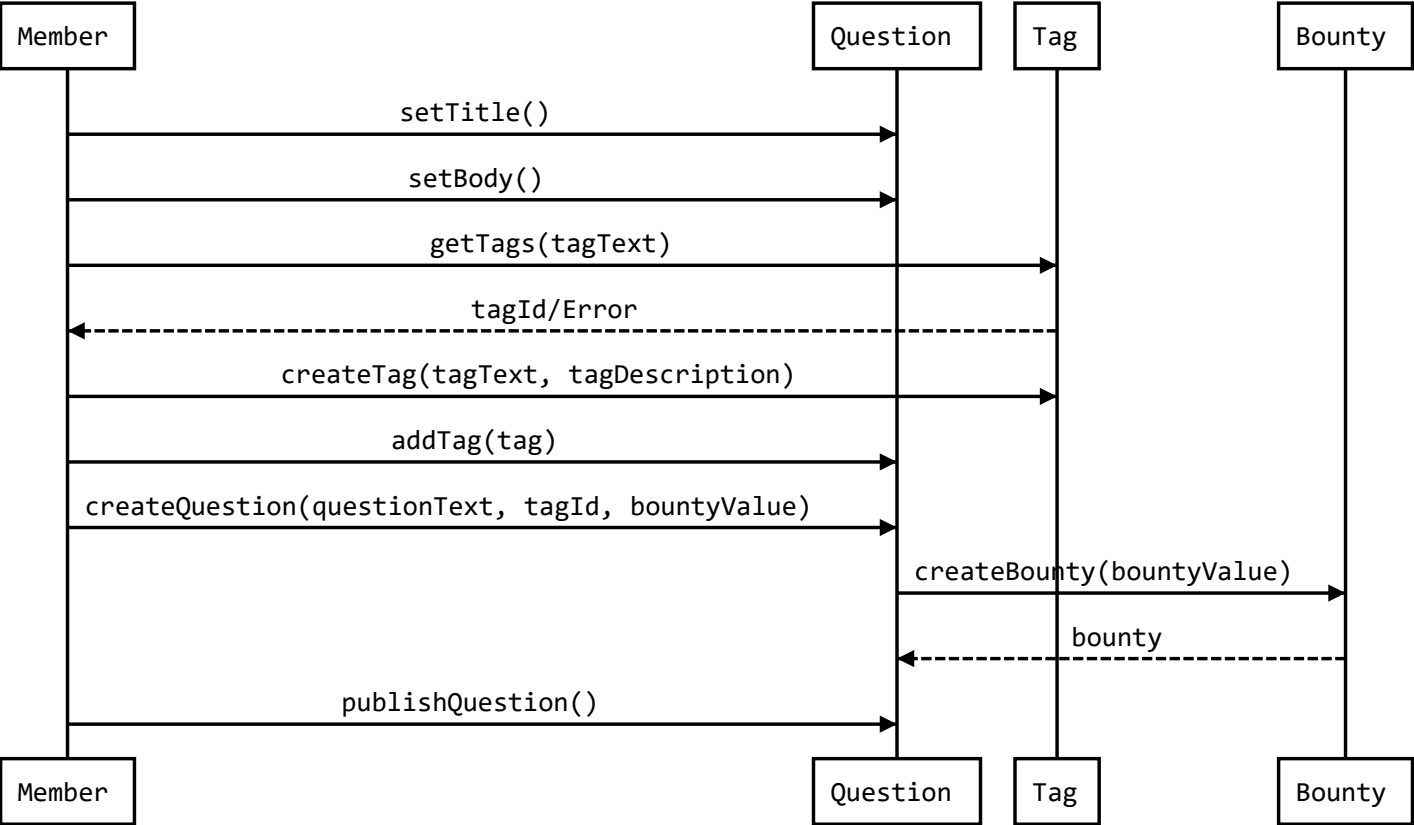 Member Question Tag Bounty
setTitle()
setBody()
getTags(tagText)
tagId/Error
createTag(tagText, tagDescription)
addTag(tag)
createQuestion(questionText, tagId, bountyValue)
createBounty(bountyValue)
bounty
publishQuestion()
Member Question Tag Bounty